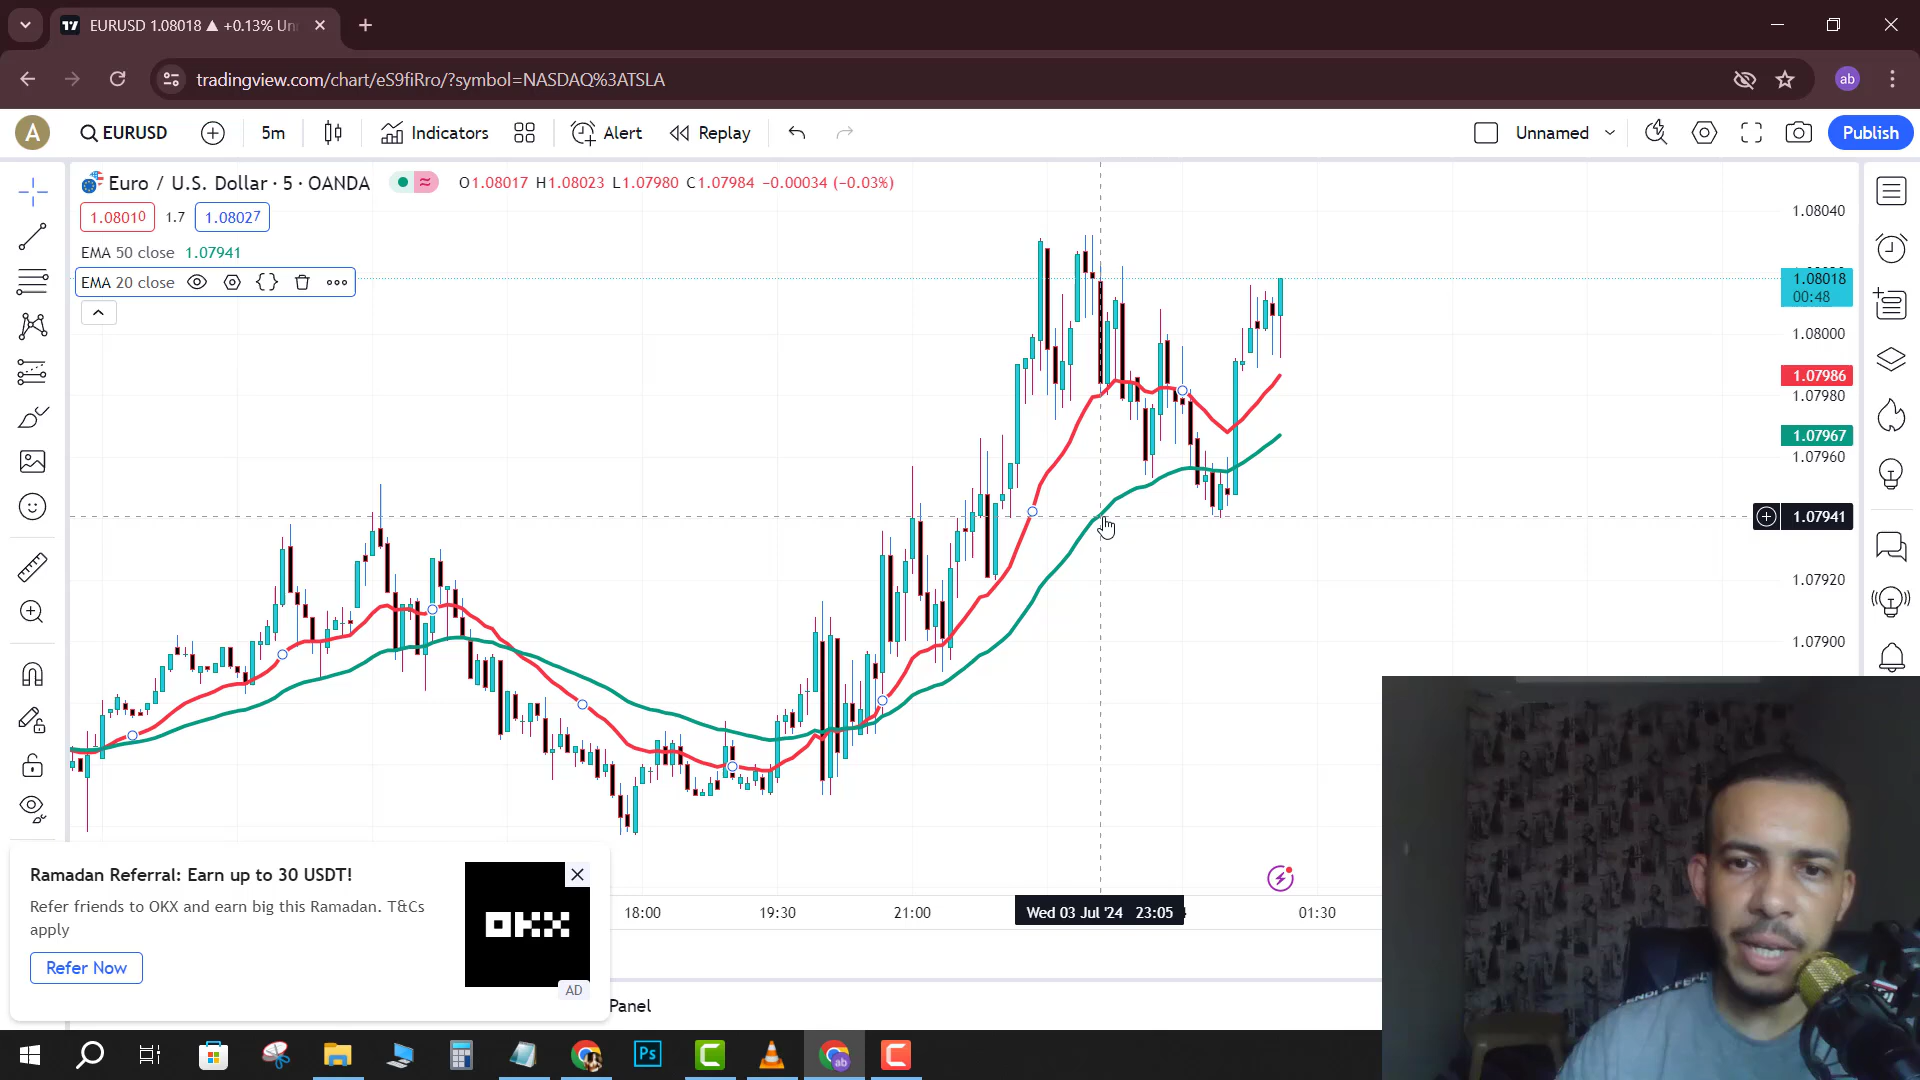 EURUSD 1.08018 ▲ +0.13% Un
tradingview.com/chart/eS9fiRro/?symbol=NASDAQ%3ATSLA
ab
A
EURUSD
5m
Indicators
Alert
Replay
Unnamed
Publish
Euro / U.S. Dollar · 5 · OANDA
O1.08017 H1.08023 L1.07980 C1.07984 −0.00034 (−0.03%)
1.08010 1.7 1.08027
EMA 50 close 1.07941
EMA 20 close
1.08040
1.08018
00:48
1.08000
1.07986
1.07980
1.07967
1.07960
1.07941
1.07920
1.07900
Ramadan Referral: Earn up to 30 USDT!
Refer friends to OKX and earn big this Ramadan. T&Cs
apply
Refer Now
OKX
AD
18:00
19:30
21:00
Wed 03 Jul '24 23:05
01:30
Panel
Ps
C
ab
C